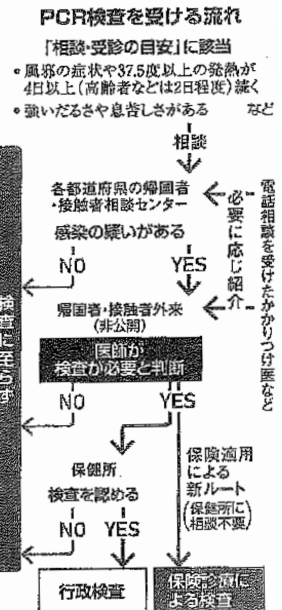 PCR検査を受ける流れ
「相談・受診の目安」に該当
• 風邪の症状や37.5度以上の発熱が
4日以上(高齢者などは2日程度)続く
• 強いだるさや息苦しさがある など
相談
各都道府県の帰国者
・接触者相談センター
電話相談を受けたかかりつけ医など
必要に応じ紹介
感染の疑いがある
NO YES
帰国者・接触者外来
(非公開)
医師が
検査が必要と判断
NO YES
検査に至らず
保健所
検査を認める
NO YES
保険適用
による
新ルート
(保健所に
相談不要)
行政検査
保険診療に
よる検査